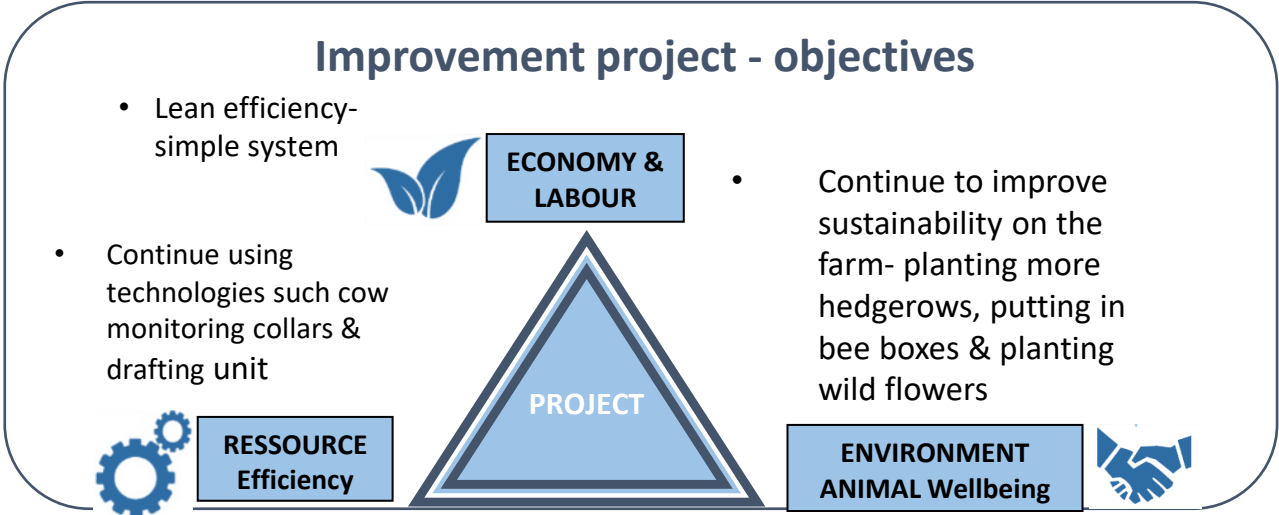 Improvement project - objectives
• Lean efficiency-
simple system
ECONOMY &
LABOUR
• Continue using
technologies such cow
monitoring collars &
drafting unit
• Continue to improve
sustainability on the
farm- planting more
hedgerows, putting in
bee boxes & planting
wild flowers
PROJECT
RESSOURCE
Efficiency
ENVIRONMENT
ANIMAL Wellbeing